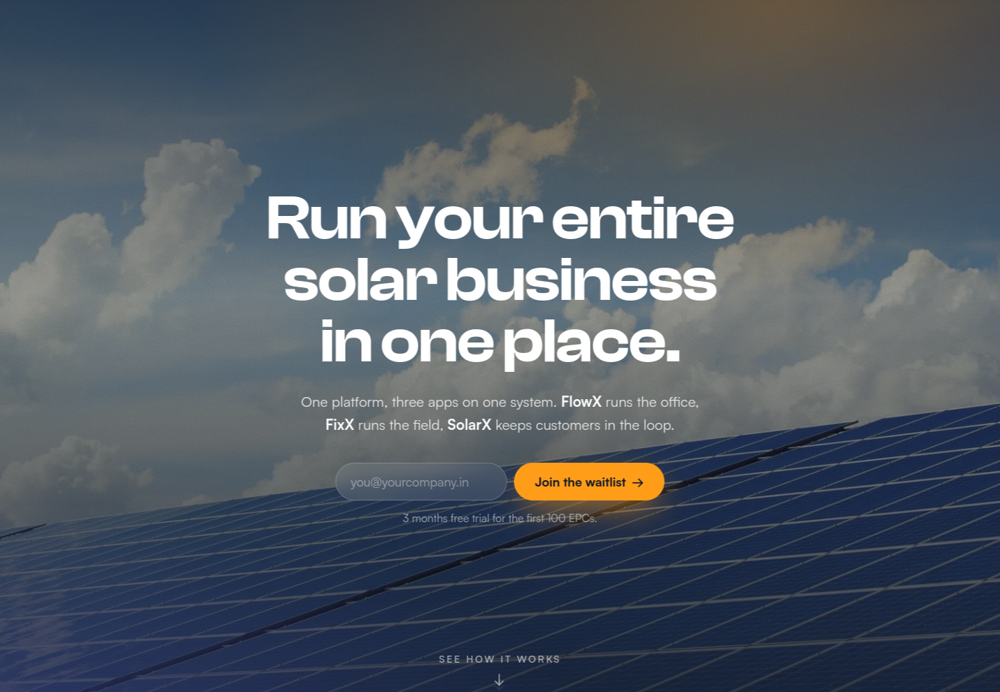 Run your entire
solar business
in one place.
One platform, three apps on one system. FlowX runs the office,
FixX runs the field, SolarX keeps customers in the loop.
you@yourcompany.in
Join the waitlist →
3 months free trial for the first 100 EPCs.
SEE HOW IT WORKS
↓